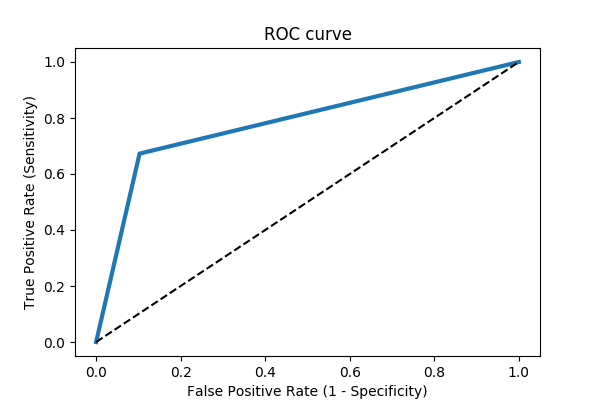 ROC curve
True Positive Rate (Sensitivity)
1.0
0.8
0.6
0.4
0.2
0.0
0.0 0.2 0.4 0.6 0.8 1.0
False Positive Rate (1 - Specificity)